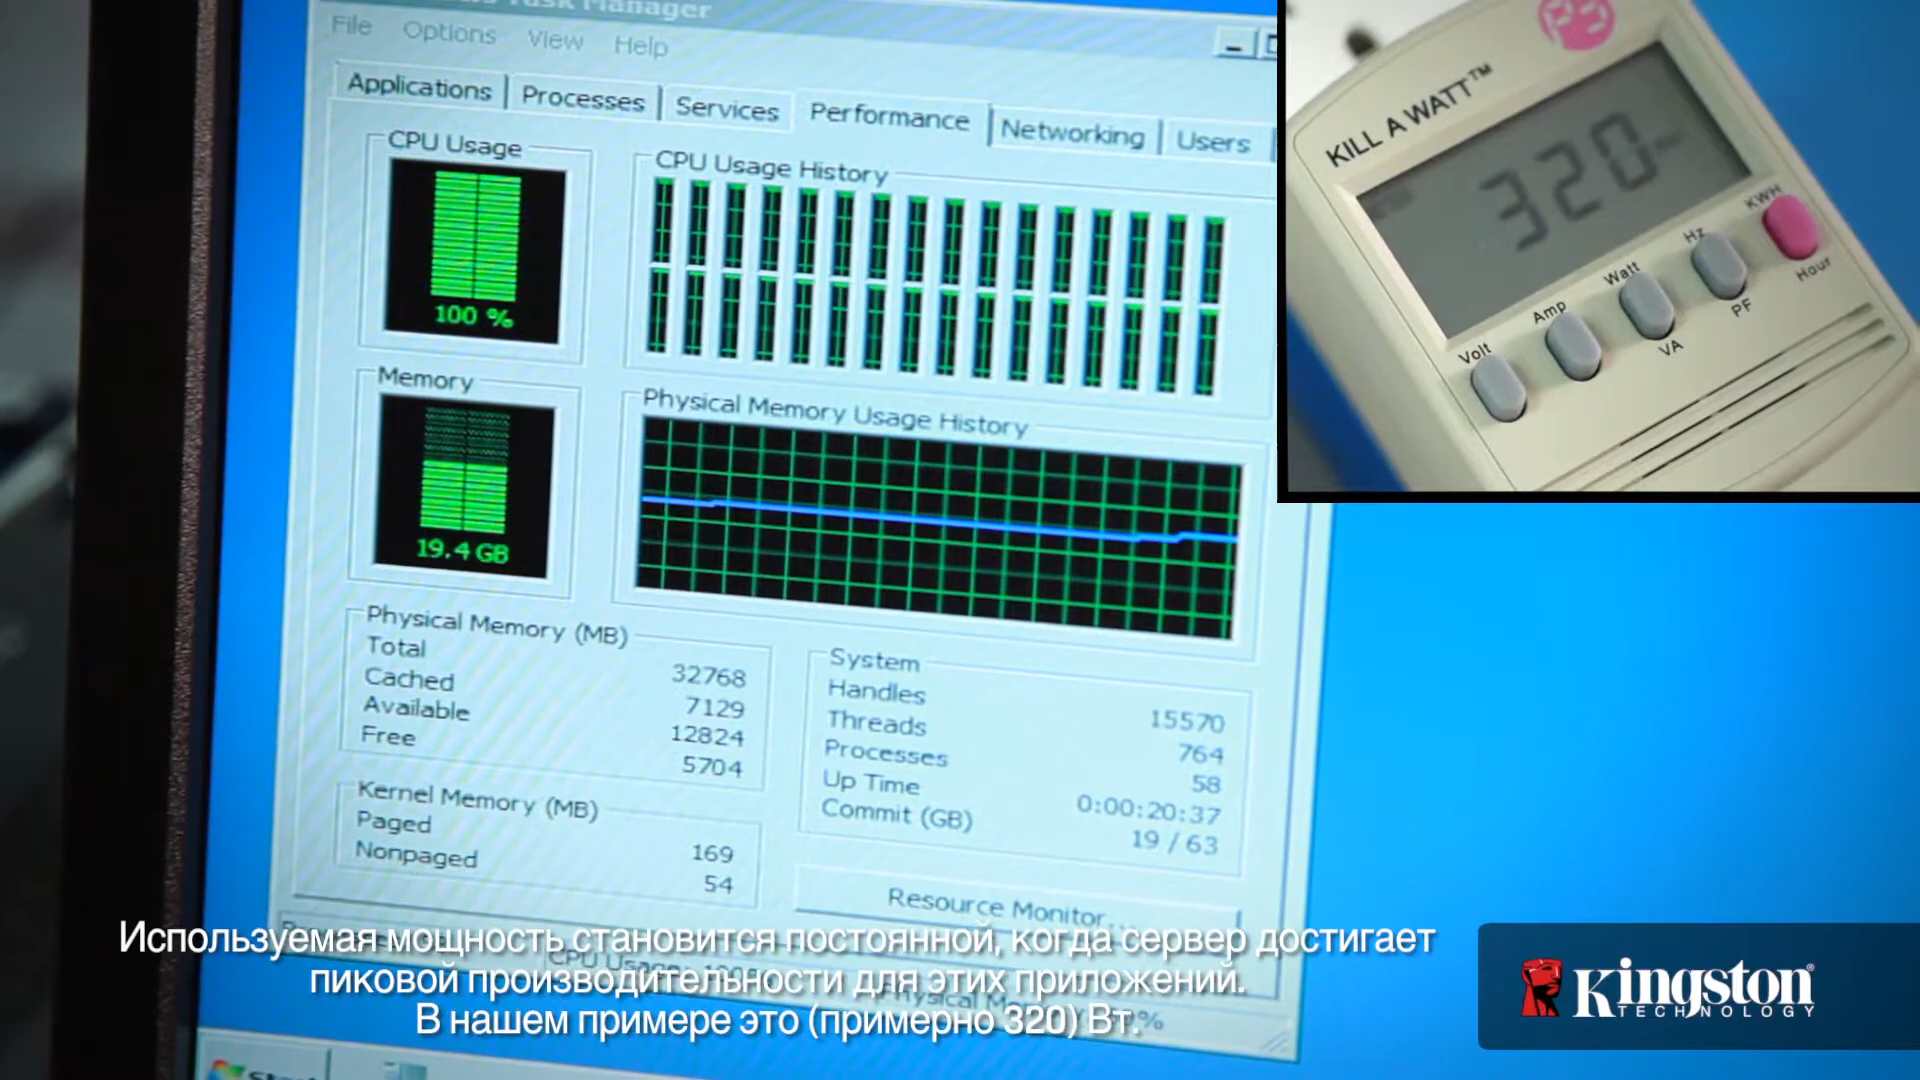 Task Manager
File Options View Help
Applications Processes Services Performance Networking Users
CPU Usage
100 %
CPU Usage History
Memory
19.4 GB
Physical Memory Usage History
Physical Memory (MB)
Total 32768
Cached 7129
Available 12824
Free 5704
Kernel Memory (MB)
Paged 169
Nonpaged 54
System
Handles 15570
Threads 764
Processes 58
Up Time 0:00:20:37
Commit (GB) 19 / 63
Resource Monitor...
KILL A WATT™
320
Volt Amp Watt Hz KWH
VA PF Hour
Используемая мощность становится постоянной, когда сервер достигает
пиковой производительности для этих приложений.
В нашем примере это (примерно 320) Вт.
Kingston®
TECHNOLOGY